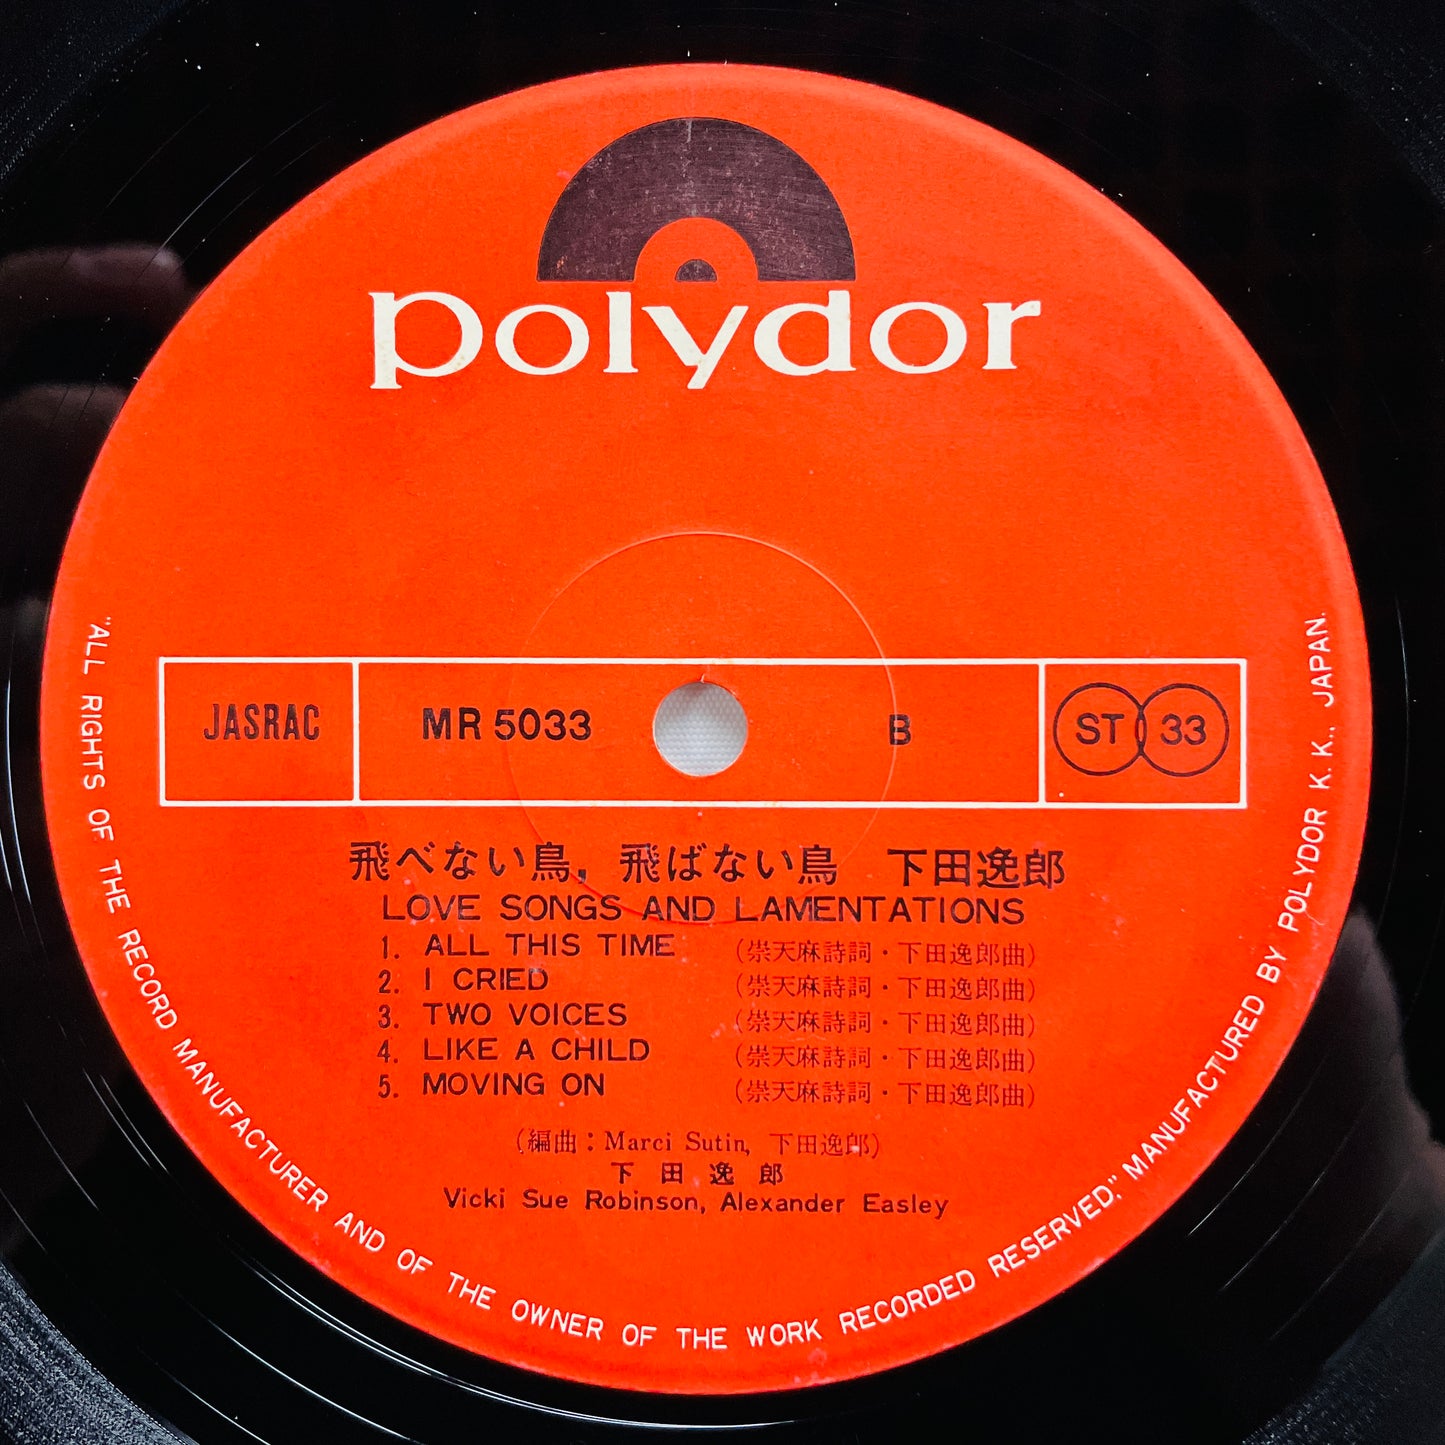 polydor
JASRAC MR 5033 B ST 33
飛べない鳥，飛ばない鳥 下田逸郎
LOVE SONGS AND LAMENTATIONS
1. ALL THIS TIME (崇天麻詩詞・下田逸郎曲)
2. I CRIED (崇天麻詩詞・下田逸郎曲)
3. TWO VOICES (崇天麻詩詞・下田逸郎曲)
4. LIKE A CHILD (崇天麻詩詞・下田逸郎曲)
5. MOVING ON (崇天麻詩詞・下田逸郎曲)
(編曲：Marci Sutin, 下田逸郎)
下田逸郎
Vicki Sue Robinson, Alexander Easley
"ALL RIGHTS OF THE RECORD MANUFACTURER AND OF THE OWNER OF THE WORK RECORDED RESERVED," MANUFACTURED BY POLYDOR K. K., JAPAN.